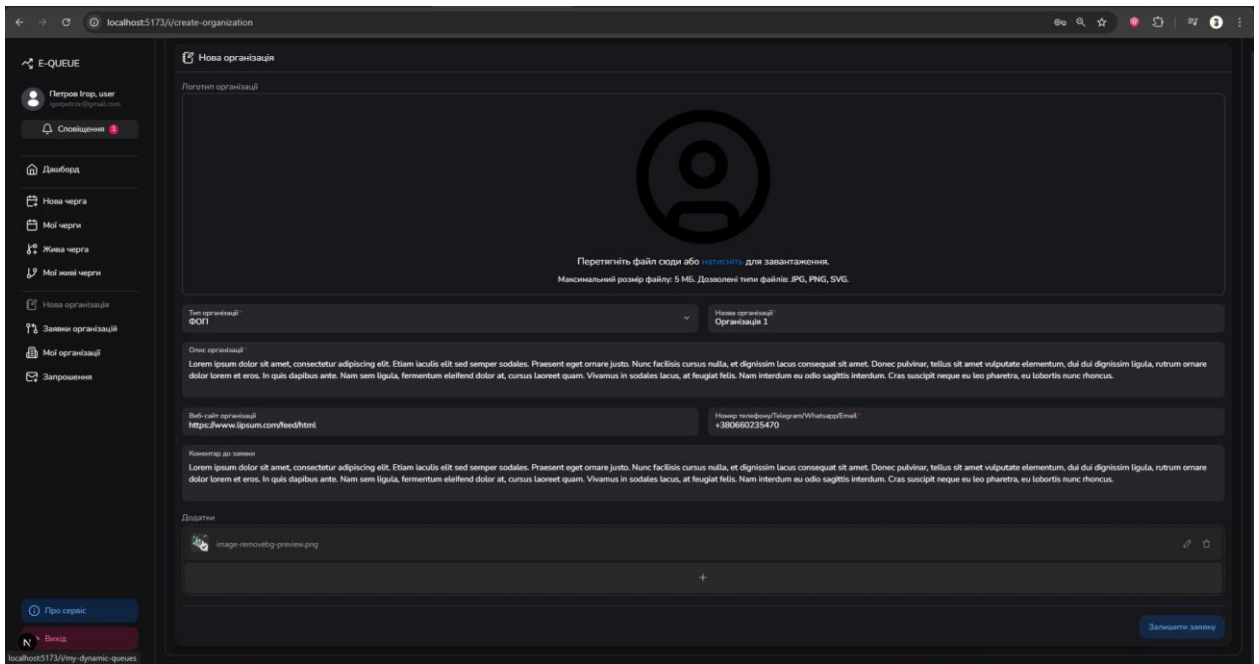 localhost:5173/i/create-organization
E-QUEUE
Петров Ігор, user
igorpetrov@gmail.com
Сповіщення 1
Дашборд
Нова черга
Мої черги
Жива черга
Мої живі черги
Нова організація
Заявки організацій
Мої організації
Запрошення
Про сервіс
Вихід
N
localhost:5173/i/my-dynamic-queues
Нова організація
Логотип організації
Перетягніть файл сюди або натисніть для завантаження.
Максимальний розмір файлу: 5 МБ. Дозволені типи файлів: JPG, PNG, SVG.
Тип організації*
ФОП
Назва організації*
Організація 1
Опис організації*
Lorem ipsum dolor sit amet, consectetur adipiscing elit. Etiam iaculis elit sed semper sodales. Praesent eget ornare justo. Nunc facilisis cursus nulla, et dignissim lacus consequat sit amet. Donec pulvinar, tellus sit amet vulputate elementum, dui dui dignissim ligula, rutrum ornare
dolor lorem et eros. In quis dapibus ante. Nam sem ligula, fermentum eleifend dolor at, cursus laoreet quam. Vivamus in sodales lacus, at feugiat felis. Nam interdum eu odio sagittis interdum. Cras suscipit neque eu leo pharetra, eu lobortis nunc rhoncus.
Веб-сайт організації
https://www.lipsum.com/feed/html
Номер телефону/Telegram/Whatsapp/Email*
+380660235470
Коментар до заявки
Lorem ipsum dolor sit amet, consectetur adipiscing elit. Etiam iaculis elit sed semper sodales. Praesent eget ornare justo. Nunc facilisis cursus nulla, et dignissim lacus consequat sit amet. Donec pulvinar, tellus sit amet vulputate elementum, dui dui dignissim ligula, rutrum ornare
dolor lorem et eros. In quis dapibus ante. Nam sem ligula, fermentum eleifend dolor at, cursus laoreet quam. Vivamus in sodales lacus, at feugiat felis. Nam interdum eu odio sagittis interdum. Cras suscipit neque eu leo pharetra, eu lobortis nunc rhoncus.
Додатки
image-removebg-preview.png
+
Залишити заявку